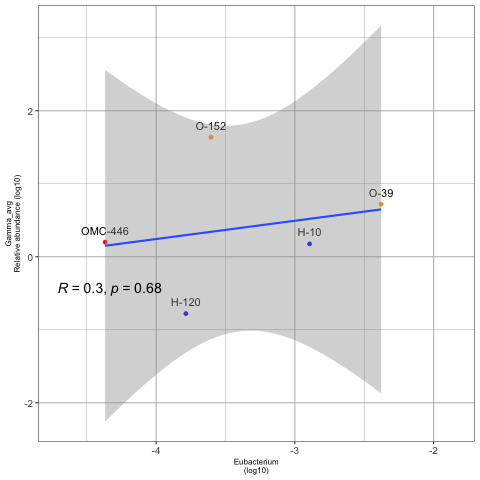 O-152
O-39
OMC-446
H-10
R = 0.3, p = 0.68
H-120
2
0
-2
-4
-3
-2
Gamma_avg
Relative abundance (log10)
Eubacterium
(log10)